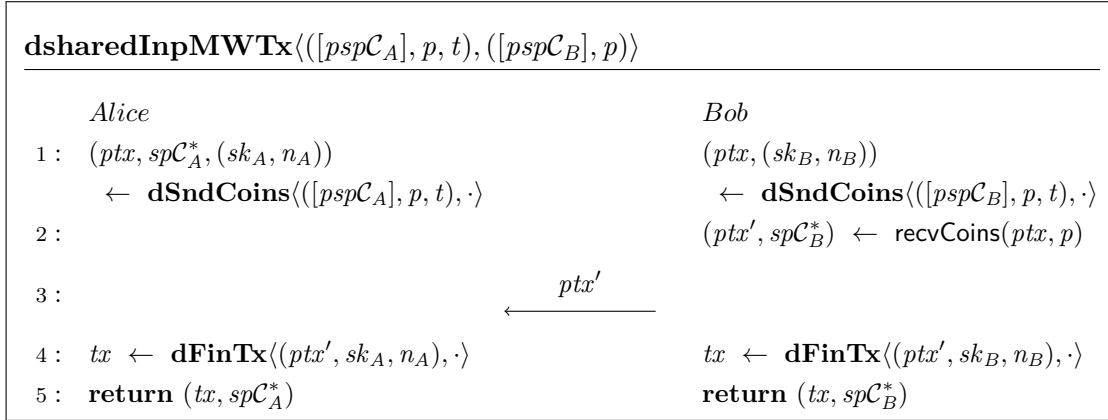 dsharedInpMWTx⟨([pspC_A], p, t), ([pspC_B], p)⟩
Alice Bob
1 : (ptx, spC*_A, (sk_A, n_A)) (ptx, (sk_B, n_B))
← dSndCoins⟨([pspC_A], p, t), ·⟩ ← dSndCoins⟨([pspC_B], p, t), ·⟩
2 : (ptx′, spC*_B) ← recvCoins(ptx, p)
3 : ptx′
4 : tx ← dFinTx⟨(ptx′, sk_A, n_A), ·⟩ tx ← dFinTx⟨(ptx′, sk_B, n_B), ·⟩
5 : return (tx, spC*_A) return (tx, spC*_B)